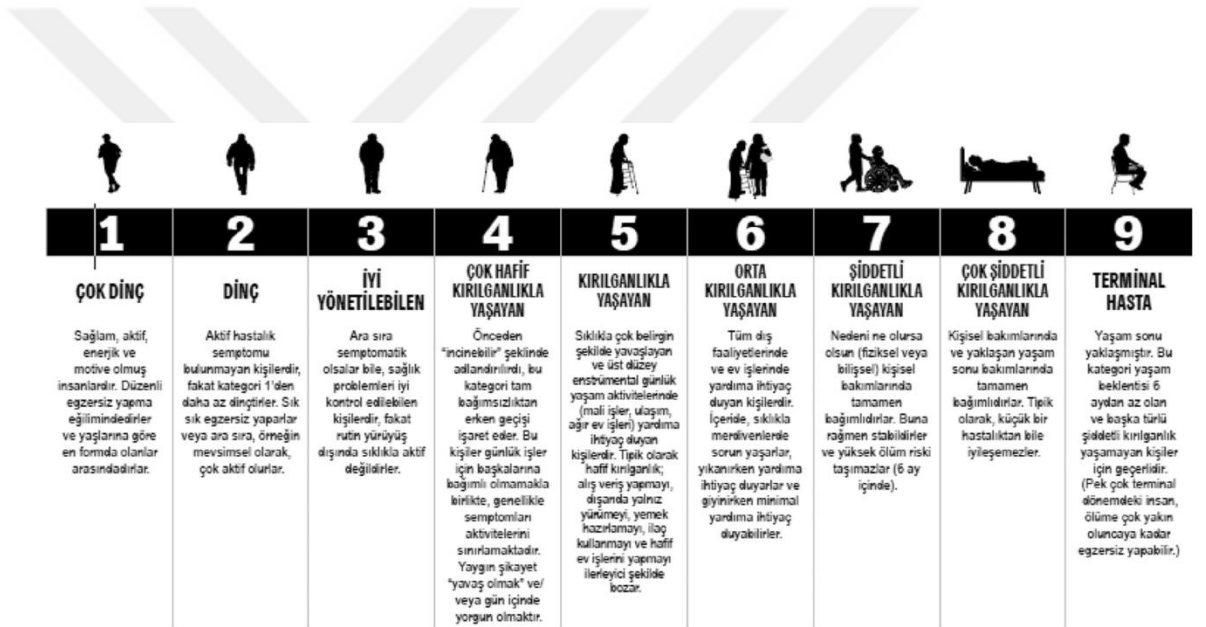 1
ÇOK DİNÇ
Sağlam, aktif,
enerjik ve
motive olmuş
insanlardır. Düzenli
egzersiz yapma
eğilimindedirler
ve yaşlarına göre
en formda olanlar
arasındadırlar.
2
DİNÇ
Aktif hastalık
semptomu
bulunmayan kişilerdir,
fakat kategori 1'den
daha az dinçtirler. Sık
sık egzersiz yaparlar
veya ara sıra, örneğin
mevsimsel olarak,
çok aktif olurlar.
3
İYİ
YÖNETİLEBİLEN
Ara sıra
semptomatik
olsalar bile, sağlık
problemleri iyi
kontrol edilebilen
kişilerdir, fakat
rutin yürüyüş
dışında sıklıkla aktif
değildirler.
4
ÇOK HAFİF
KIRILGANLIKLA
YAŞAYAN
Önceden
"incinebilir" şeklinde
adlandırılırdı, bu
kategori tam
bağımsızlıktan
erken geçişi
işaret eder. Bu
kişiler günlük işler
için başkalarına
bağımlı olmamakla
birlikte, genellikle
semptomları
aktivitelerini
sınırlamaktadır.
Yaygın şikayet
"yavaş olmak" ve/
veya gün içinde
yorgun olmaktır.
5
KIRILGANLIKLA
YAŞAYAN
Sıklıkla çok belirgin
şekilde yavaşlayan
ve üst düzey
enstrümental günlük
yaşam aktivitelerinde
(mali işler, ulaşım,
ağır ev işleri) yardıma
ihtiyaç duyan
kişilerdir. Tipik olarak
hafif kırılganlık;
alış veriş yapmayı,
dışarıda yalnız
yürümeyi, yemek
hazırlamayı, ilaç
kullanmayı ve hafif
ev işlerini yapmayı
ilerleyici şekilde
bozar.
6
ORTA
KIRILGANLIKLA
YAŞAYAN
Tüm dış
faaliyetlerinde
ve ev işlerinde
yardıma ihtiyaç
duyan kişilerdir.
İçeride, sıklıkla
merdivenlerde
sorun yaşarlar,
yıkanırken yardıma
ihtiyaç duyarlar ve
giyinirken minimal
yardıma ihtiyaç
duyabilirler.
7
ŞİDDETLİ
KIRILGANLIKLA
YAŞAYAN
Nedeni ne olursa
olsun (fiziksel veya
bilişsel) kişisel
bakımlarında
tamamen
bağımlıdırlar. Buna
rağmen stabildirler
ve yüksek ölüm riski
taşımazlar (6 ay
içinde).
8
ÇOK ŞİDDETLİ
KIRILGANLIKLA
YAŞAYAN
Kişisel bakımlarında
ve yaklaşan yaşam
sonu bakımlarında
tamamen
bağımlıdırlar. Tipik
olarak, küçük bir
hastalıktan bile
iyileşemezler.
9
TERMİNAL
HASTA
Yaşam sonu
yaklaşmıştır. Bu
kategori yaşam
beklentisi 6
aydan az olan
ve başka türlü
şiddetli kırılganlık
yaşamayan kişiler
için geçerlidir.
(Pek çok terminal
dönemdeki insan,
ölüme çok yakın
oluncaya kadar
egzersiz yapabilir.)